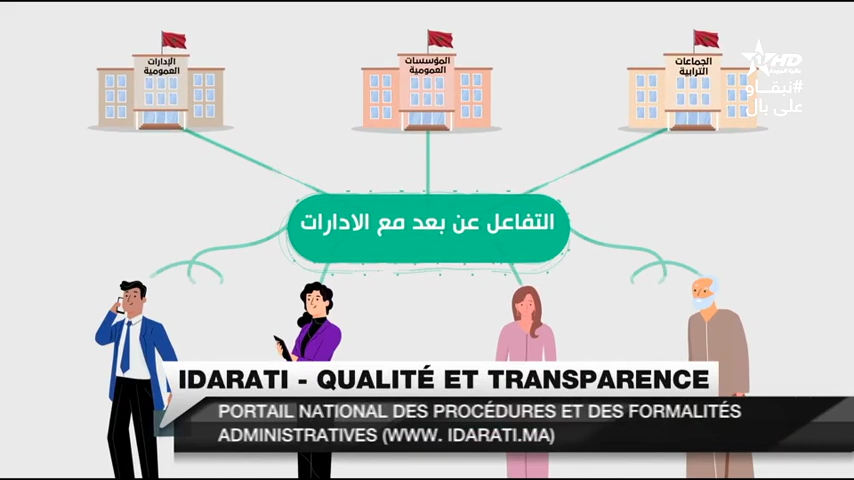 الإدارات
العمومية
المؤسسات
العمومية
الجماعات
الترابية
HD
#نبقاو
على بال
التفاعل عن بعد مع الادارات
IDARATI - QUALITÉ ET TRANSPARENCE
PORTAIL NATIONAL DES PROCÉDURES ET DES FORMALITÉS
ADMINISTRATIVES (WWW. IDARATI.MA)